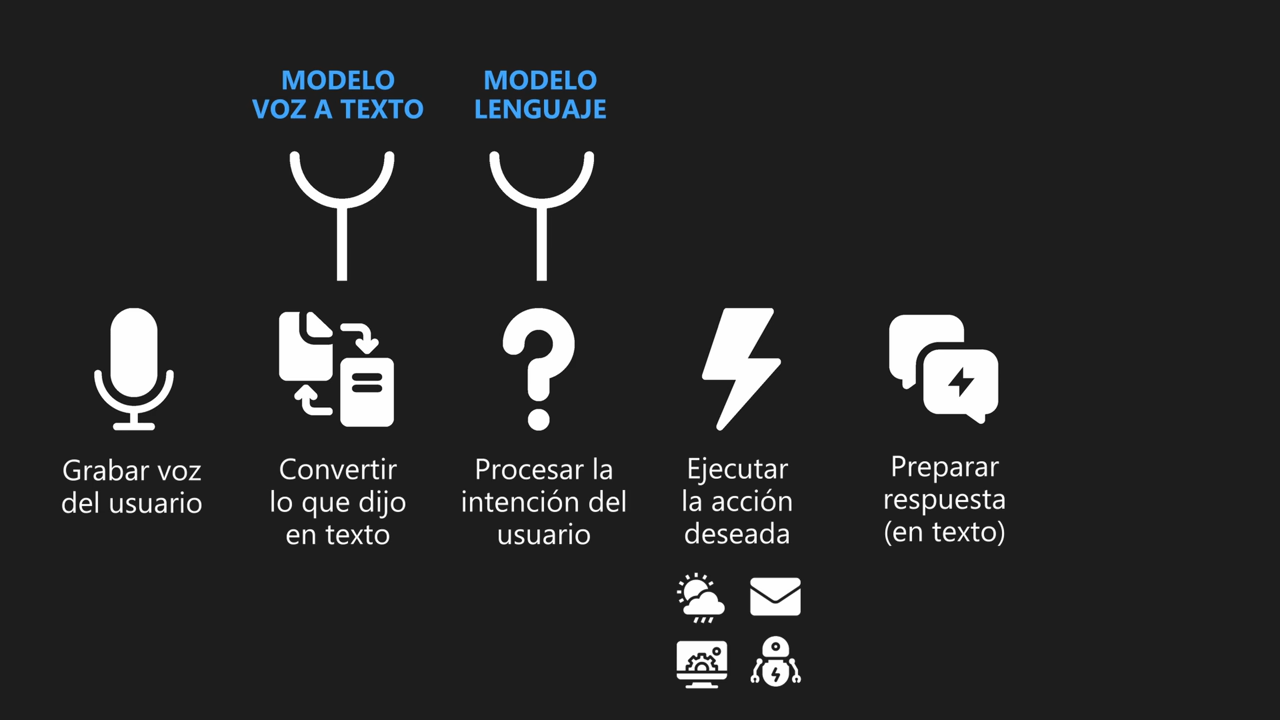 MODELO
VOZ A TEXTO
MODELO
LENGUAJE
Grabar voz
del usuario
Convertir
lo que dijo
en texto
Procesar la
intención del
usuario
Ejecutar
la acción
deseada
Preparar
respuesta
(en texto)